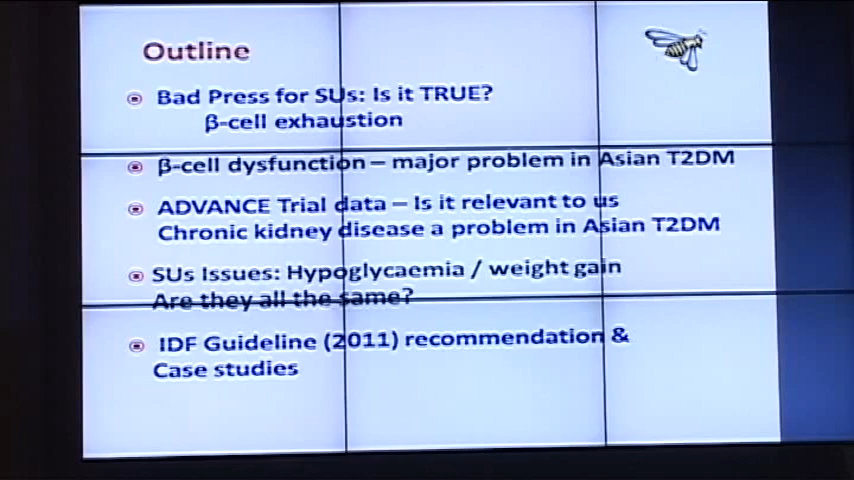 Outline
Bad Press for SUs: Is it TRUE?
β-cell exhaustion
β-cell dysfunction – major problem in Asian T2DM
ADVANCE Trial data – Is it relevant to us
Chronic kidney disease a problem in Asian T2DM
SUs Issues: Hypoglycaemia / weight gain
Are they all the same?
IDF Guideline (2011) recommendation &
Case studies